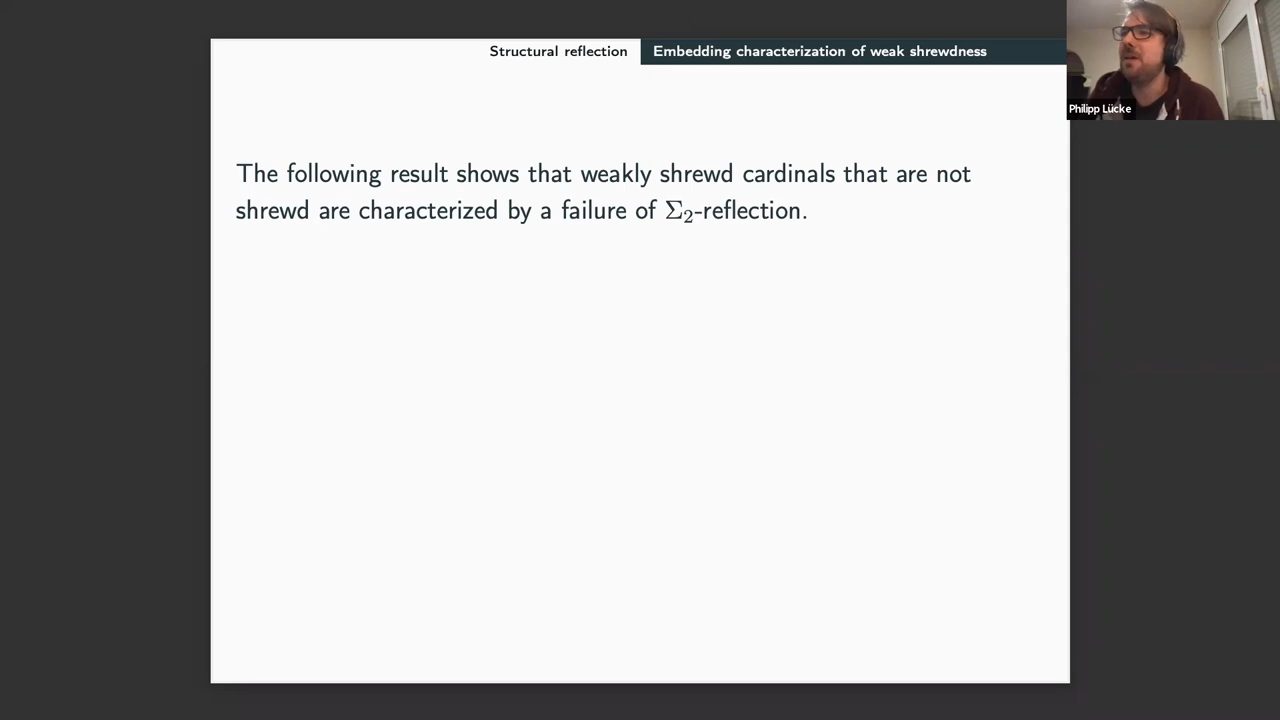 Structural reflection
Embedding characterization of weak shrewdness
Philipp Lücke
The following result shows that weakly shrewd cardinals that are not
shrewd are characterized by a failure of Σ₂-reflection.